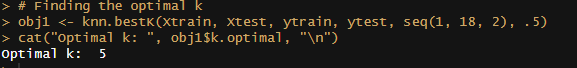 > # Finding the optimal k
> obj1 <- knn.bestK(Xtrain, Xtest, ytrain, ytest, seq(1, 18, 2), .5)
> cat("Optimal k: ", obj1$k.optimal, "\n")
Optimal k:  5